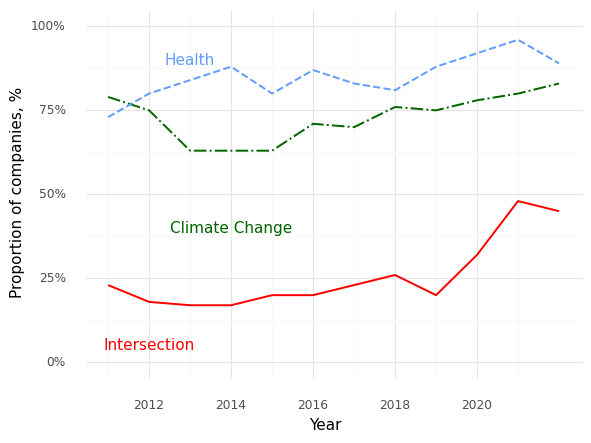 100%
75%
50%
25%
0%
Proportion of companies, %
Health
Climate Change
Intersection
2012 2014 2016 2018 2020
Year